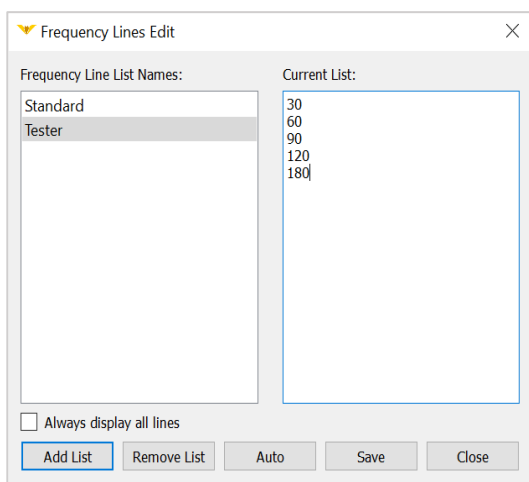 Frequency Lines Edit
Frequency Line List Names:
Standard
Tester
Current List:
30
60
90
120
180
Always display all lines
Add List
Remove List
Auto
Save
Close